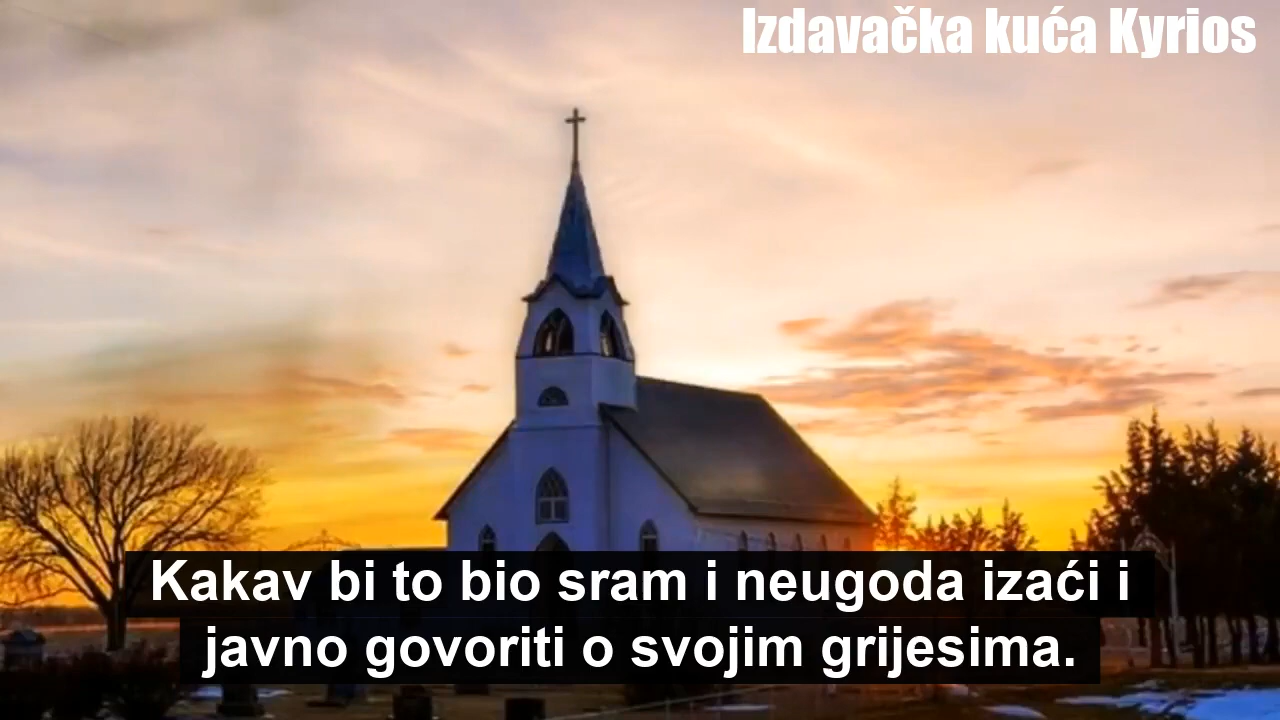 Izdavačka kuća Kyrios
Kakav bi to bio sram i neugoda izaći i
javno govoriti o svojim grijesima.